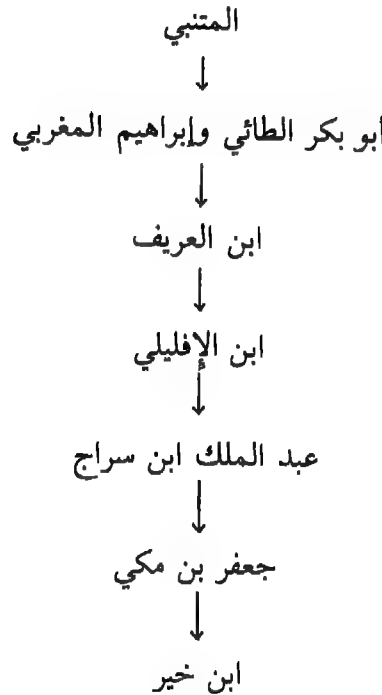 المتنبي
أبو بكر الطائي وإبراهيم المغربي
ابن العريف
ابن الإفليلي
عبد الملك ابن سراج
جعفر بن مكي
ابن خير